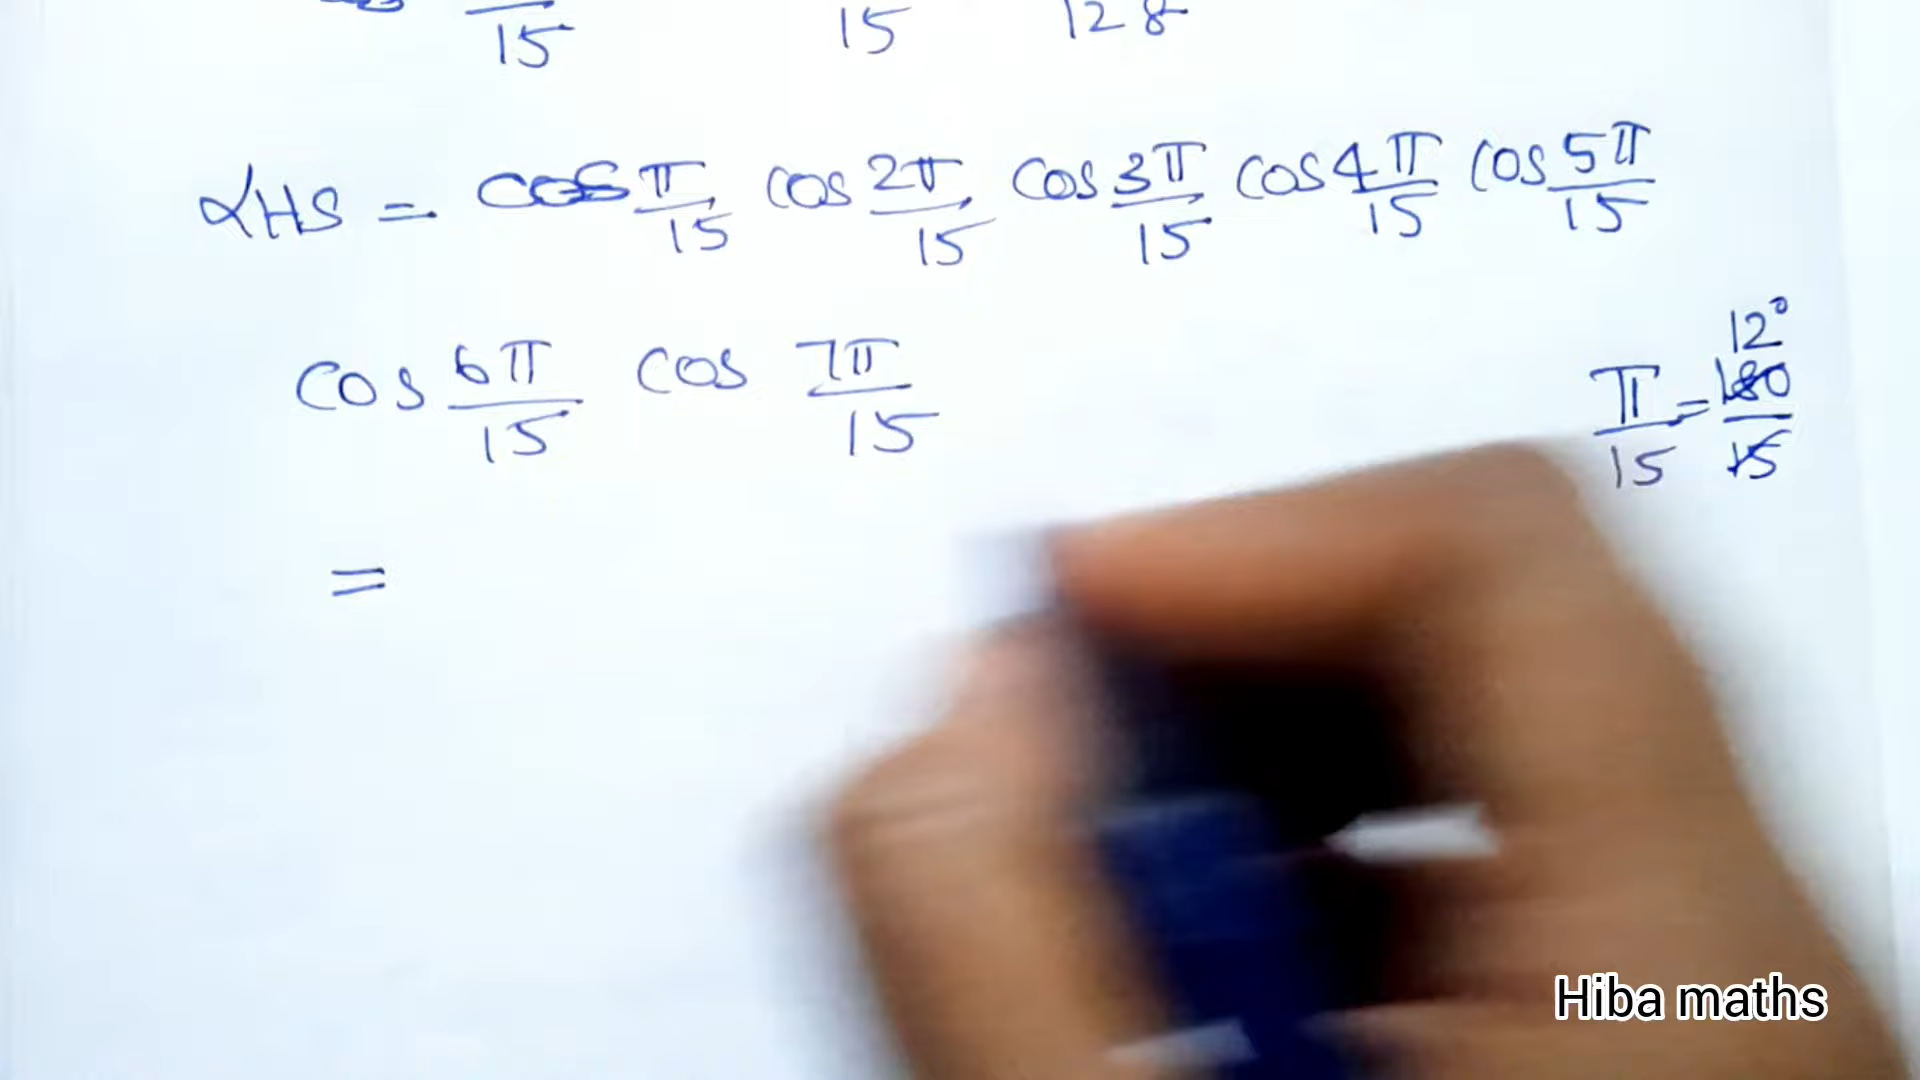 15 15 128
LHS = cos π/15 cos 2π/15 cos 3π/15 cos 4π/15 cos 5π/15
cos 6π/15 cos 7π/15
π/15 = 180/15 12°
=
Hiba maths